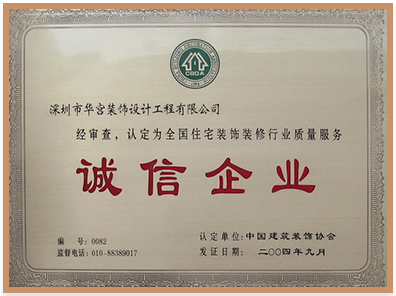 CBDA
深圳市华宫装饰设计工程有限公司
经审查，认定为全国住宅装饰装修行业质量服务
诚信企业
编　号：0082
认定单位：中国建筑装饰协会
监督电话：010-88389017
发证日期：二〇〇四年九月